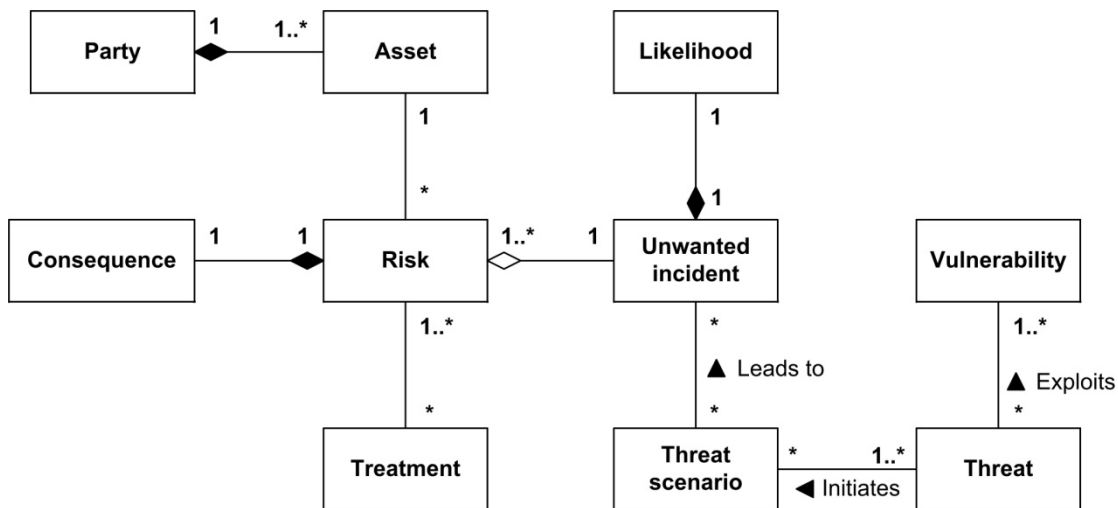 Party
1
1..*
Asset
Likelihood
1
1
*
1
Consequence
1
1
Risk
1..*
1
Unwanted
incident
Vulnerability
1..*
*
1..*
▲ Leads to
▲ Exploits
*
*
*
Treatment
Threat
scenario
*
1..*
◄ Initiates
Threat